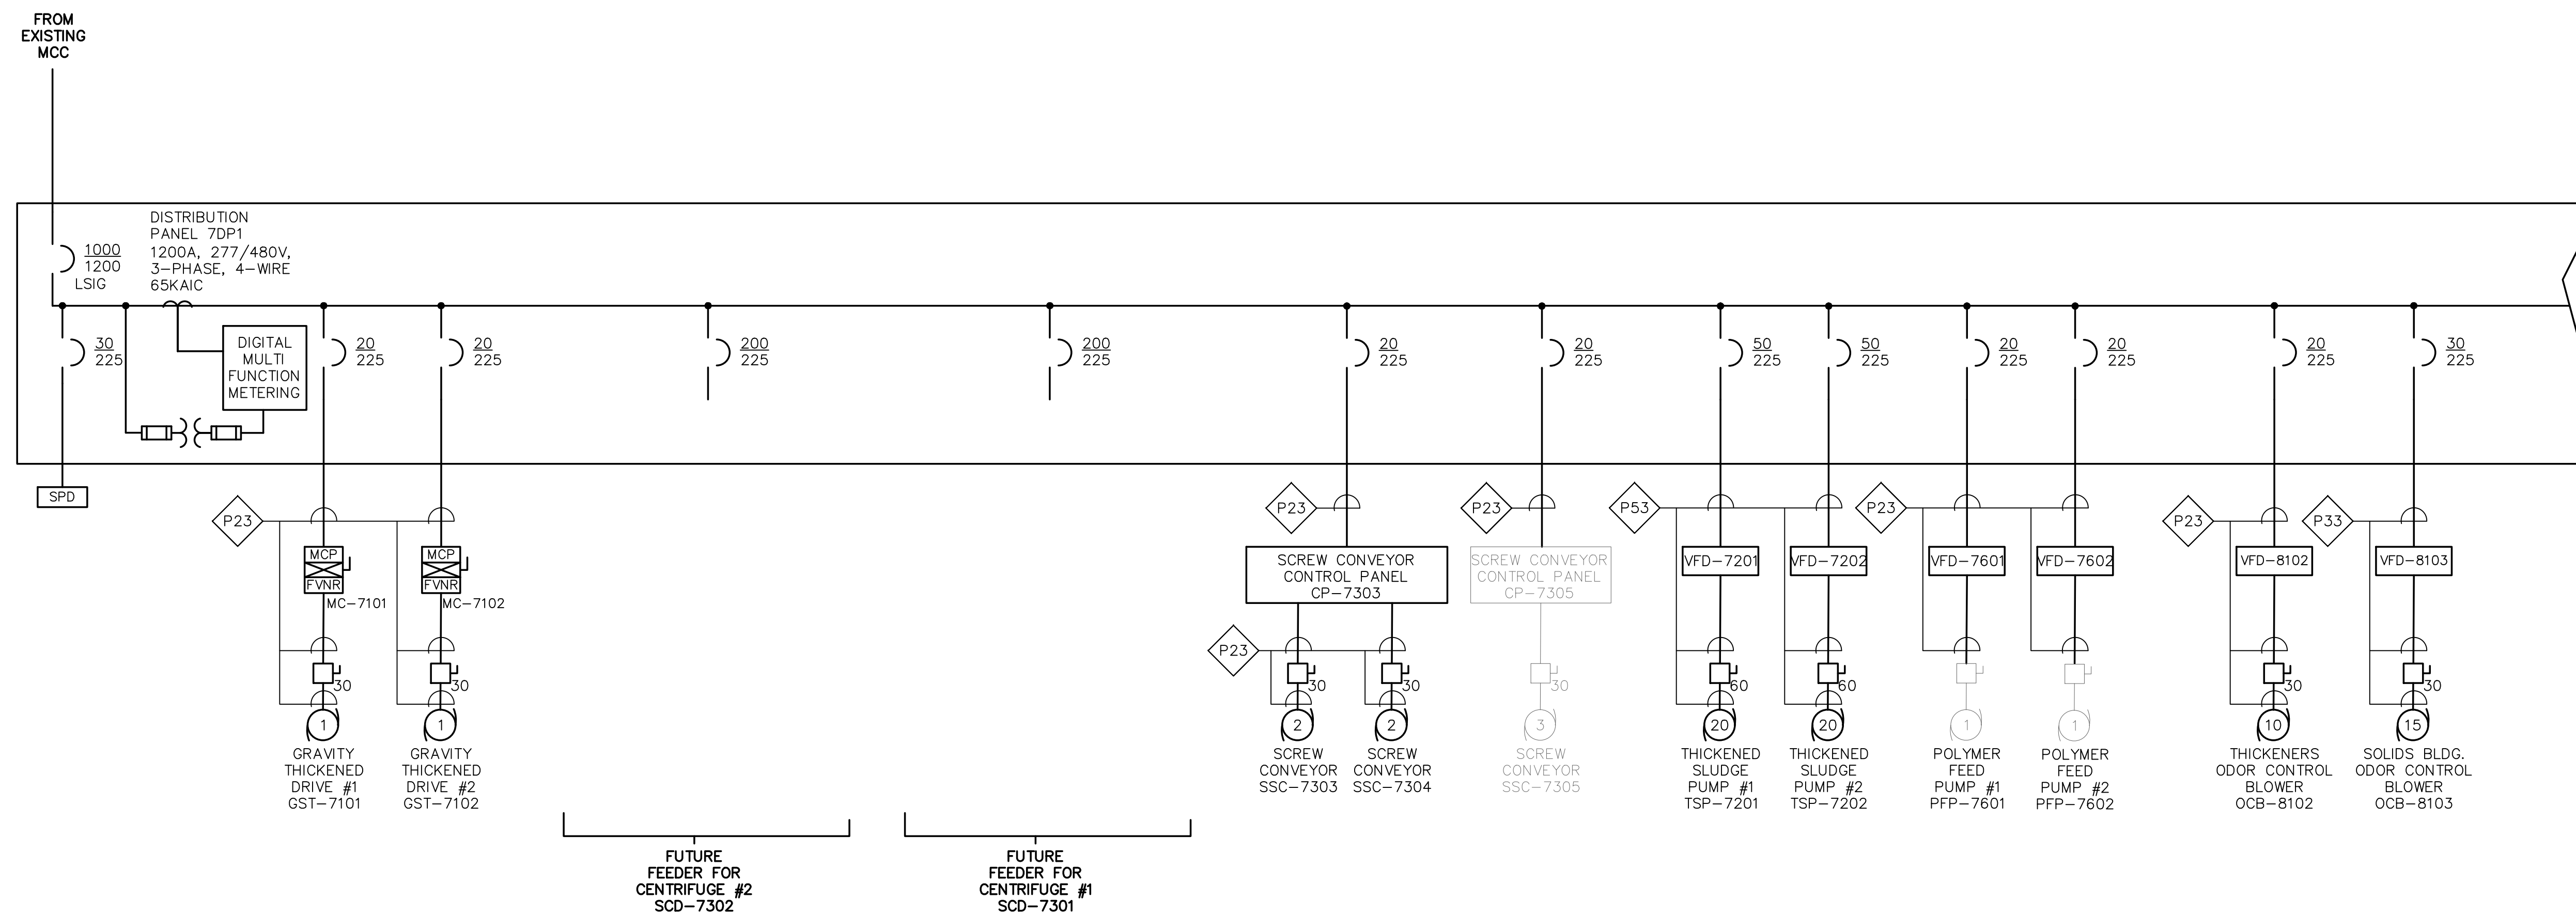 FROM
EXISTING
MCC
DISTRIBUTION
PANEL 7DP1
1200A, 277/480V,
3-PHASE, 4-WIRE
65KAIC
1000
1200
LSIG
30
225
DIGITAL
MULTI
FUNCTION
METERING
20
225
20
225
200
225
200
225
20
225
20
225
50
225
50
225
20
225
20
225
20
225
30
225
SPD
P23
MCP
FVNR
MC-7101
30
1
GRAVITY
THICKENED
DRIVE #1
GST-7101
MCP
FVNR
MC-7102
30
1
GRAVITY
THICKENED
DRIVE #2
GST-7102
FUTURE
FEEDER FOR
CENTRIFUGE #2
SCD-7302
FUTURE
FEEDER FOR
CENTRIFUGE #1
SCD-7301
P23
SCREW CONVEYOR
CONTROL PANEL
CP-7303
P23
30
2
SCREW
CONVEYOR
SSC-7303
30
2
SCREW
CONVEYOR
SSC-7304
P23
SCREW CONVEYOR
CONTROL PANEL
CP-7305
30
3
SCREW
CONVEYOR
SSC-7305
P53
VFD-7201
60
20
THICKENED
SLUDGE
PUMP #1
TSP-7201
VFD-7202
60
20
THICKENED
SLUDGE
PUMP #2
TSP-7202
P23
VFD-7601
1
POLYMER
FEED
PUMP #1
PFP-7601
VFD-7602
1
POLYMER
FEED
PUMP #2
PFP-7602
P23
VFD-8102
30
10
THICKENERS
ODOR CONTROL
BLOWER
OCB-8102
P33
VFD-8103
30
15
SOLIDS BLDG.
ODOR CONTROL
BLOWER
OCB-8103